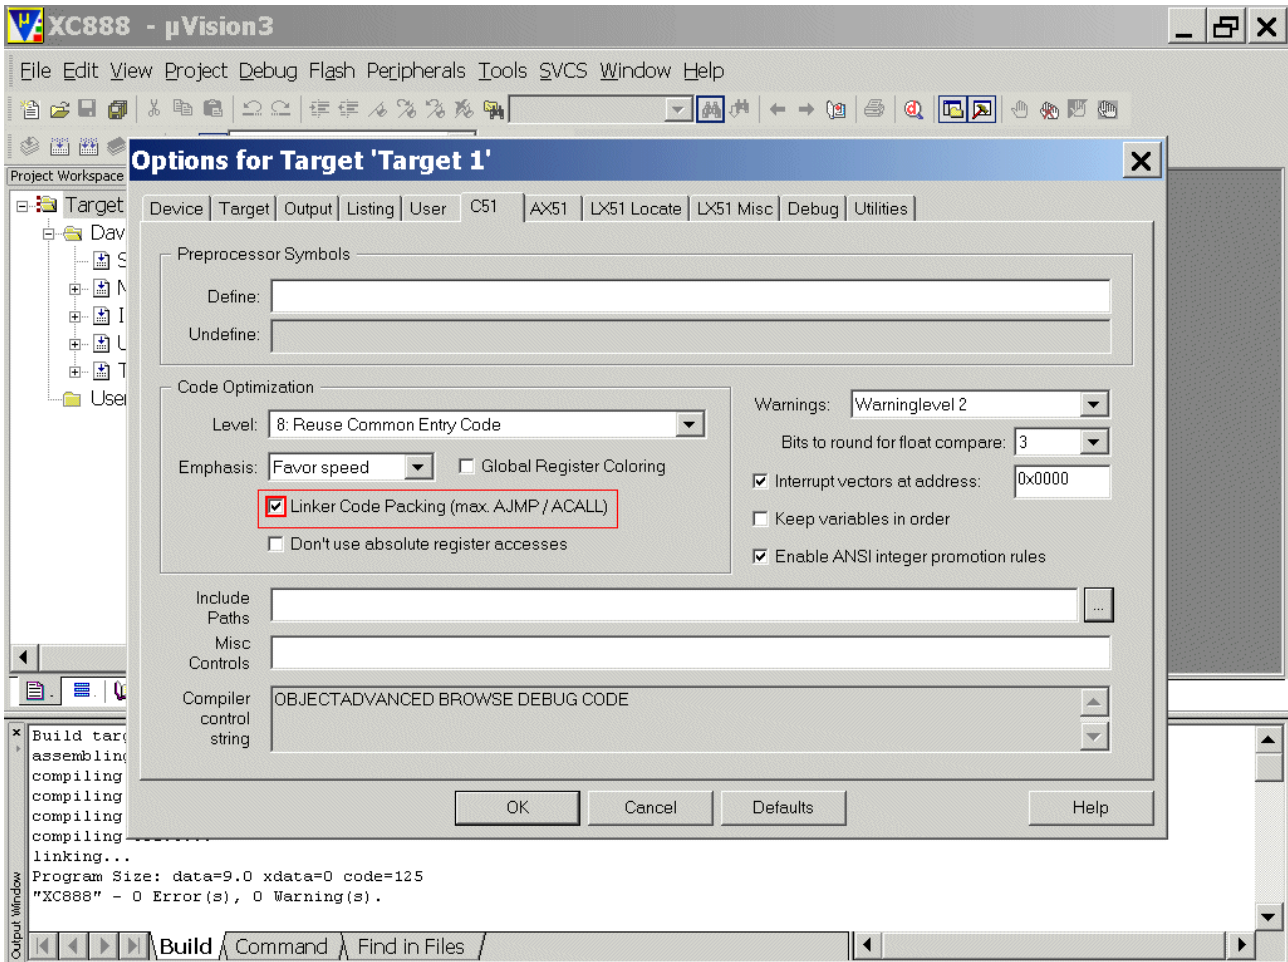 XC888 - µVision3
File Edit View Project Debug Flash Peripherals Tools SVCS Window Help
Options for Target 'Target 1'
Project Workspace
Target
Device Target Output Listing User C51 AX51 LX51 Locate LX51 Misc Debug Utilities
Dav
S
Preprocessor Symbols
N
Define:
I
U
Undefine:
T
User
Code Optimization
Level: 8: Reuse Common Entry Code
Warnings: Warninglevel 2
Bits to round for float compare: 3
Emphasis: Favor speed Global Register Coloring
Interrupt vectors at address: 0x0000
Linker Code Packing (max. AJMP / ACALL)
Keep variables in order
Don't use absolute register accesses
Enable ANSI integer promotion rules
Include
Paths
...
Misc
Controls
Compiler
control
string
OBJECTADVANCED BROWSE DEBUG CODE
OK Cancel Defaults Help
Build targ
assembling
compiling
compiling
compiling
compiling
linking...
Program Size: data=9.0 xdata=0 code=125
"XC888" - 0 Error(s), 0 Warning(s).
Output Window
Build Command Find in Files